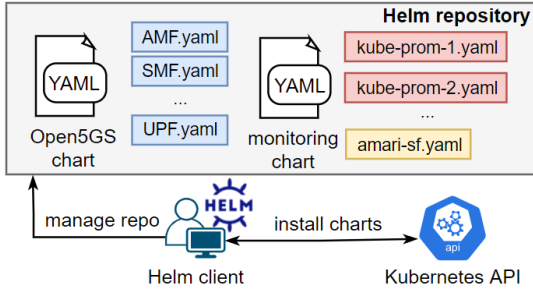 Helm repository
YAML
Open5GS
chart
AMF.yaml
SMF.yaml
...
UPF.yaml
YAML
monitoring
chart
kube-prom-1.yaml
kube-prom-2.yaml
...
amari-sf.yaml
manage repo
HELM
install charts
api
Helm client
Kubernetes API